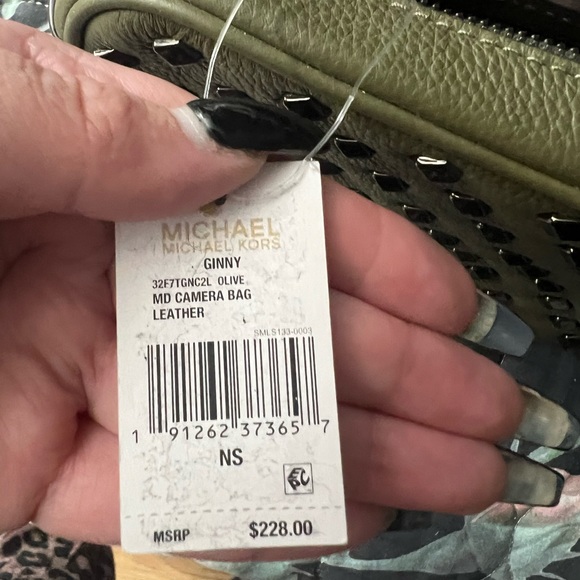 MICHAEL
MICHAEL KORS
GINNY
32F7TGNC2L OLIVE
MD CAMERA BAG
LEATHER
SMLS133-0003
1 91262 37365 7
NS
MSRP $228.00